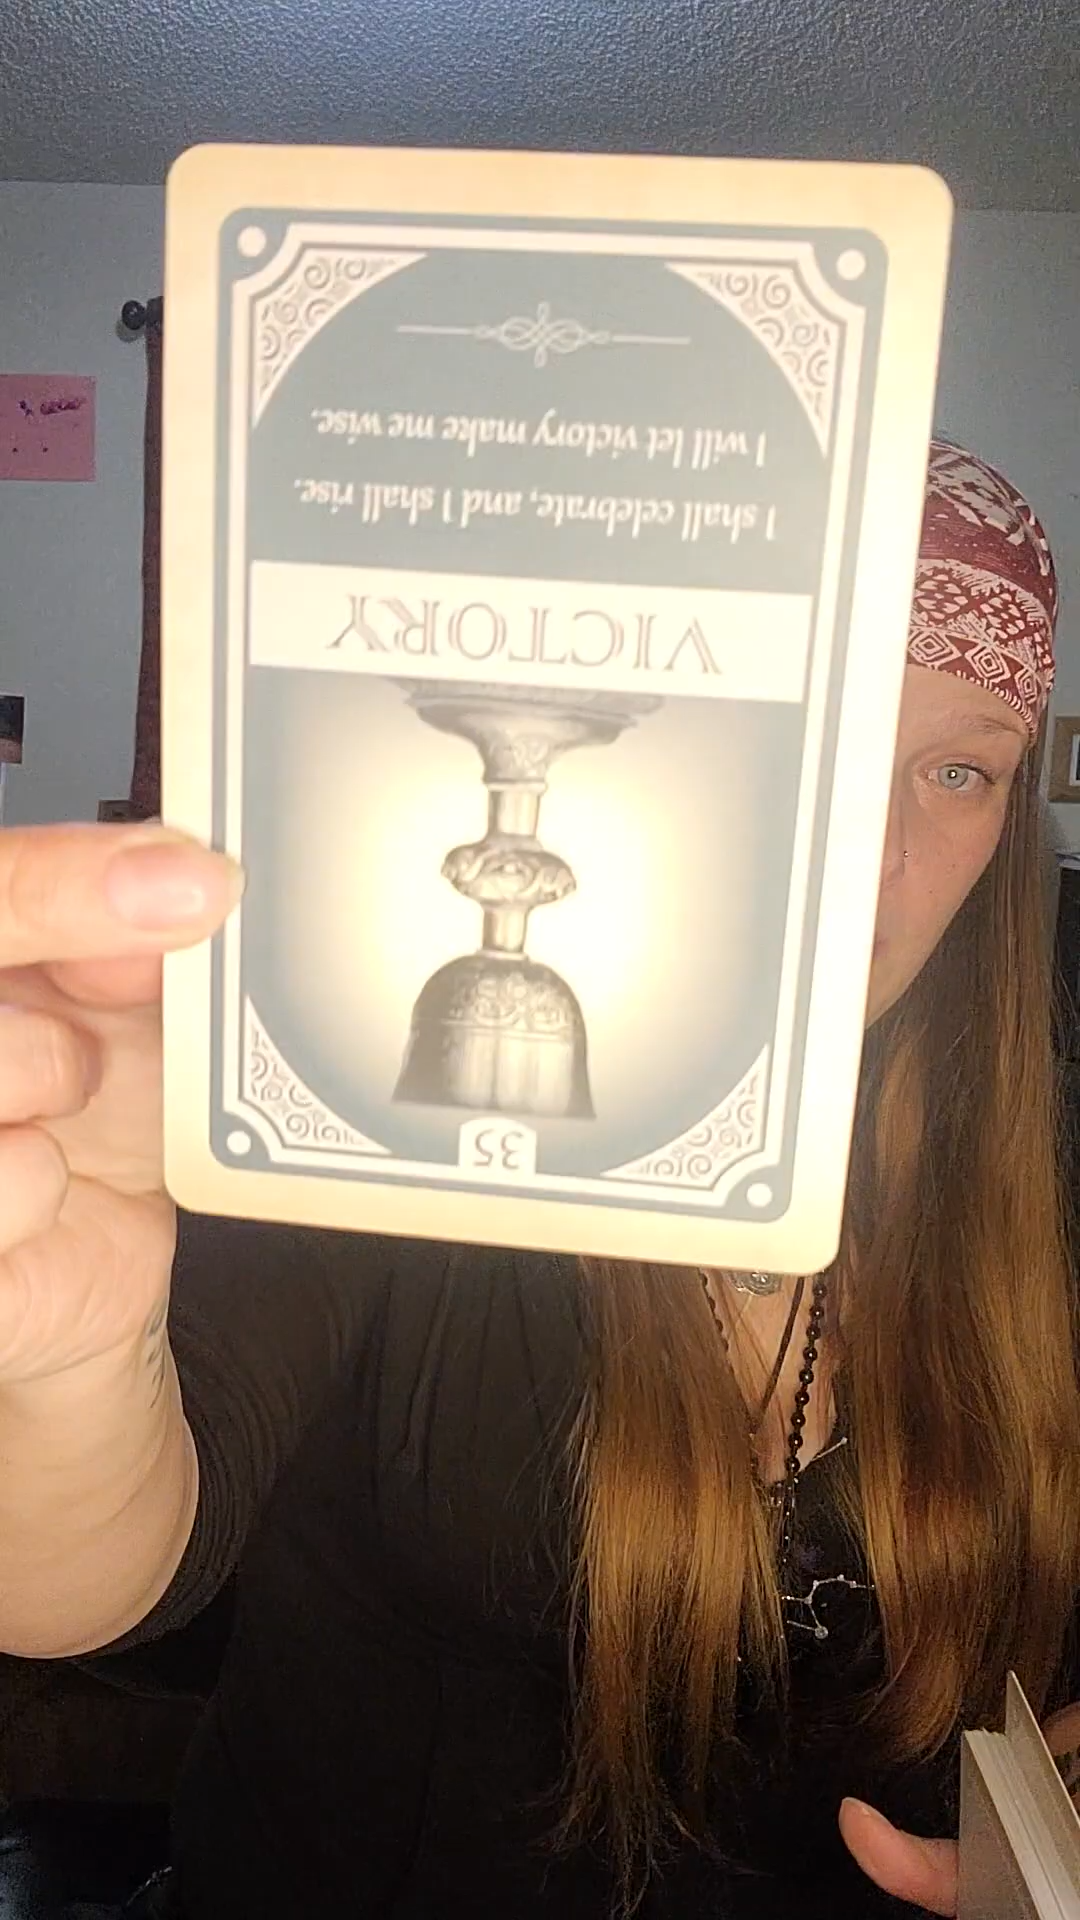 35
VICTORY
I shall celebrate, and I shall rise.
I will let victory make me wise.